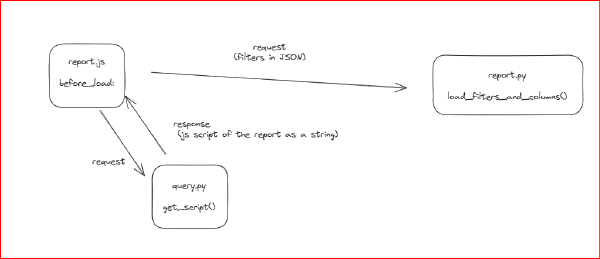 report.js
before_load:
request
(filters in JSON)
report.py
load_filters_and_columns()
response
(js script of the report as a string)
request
query.py
get_script()